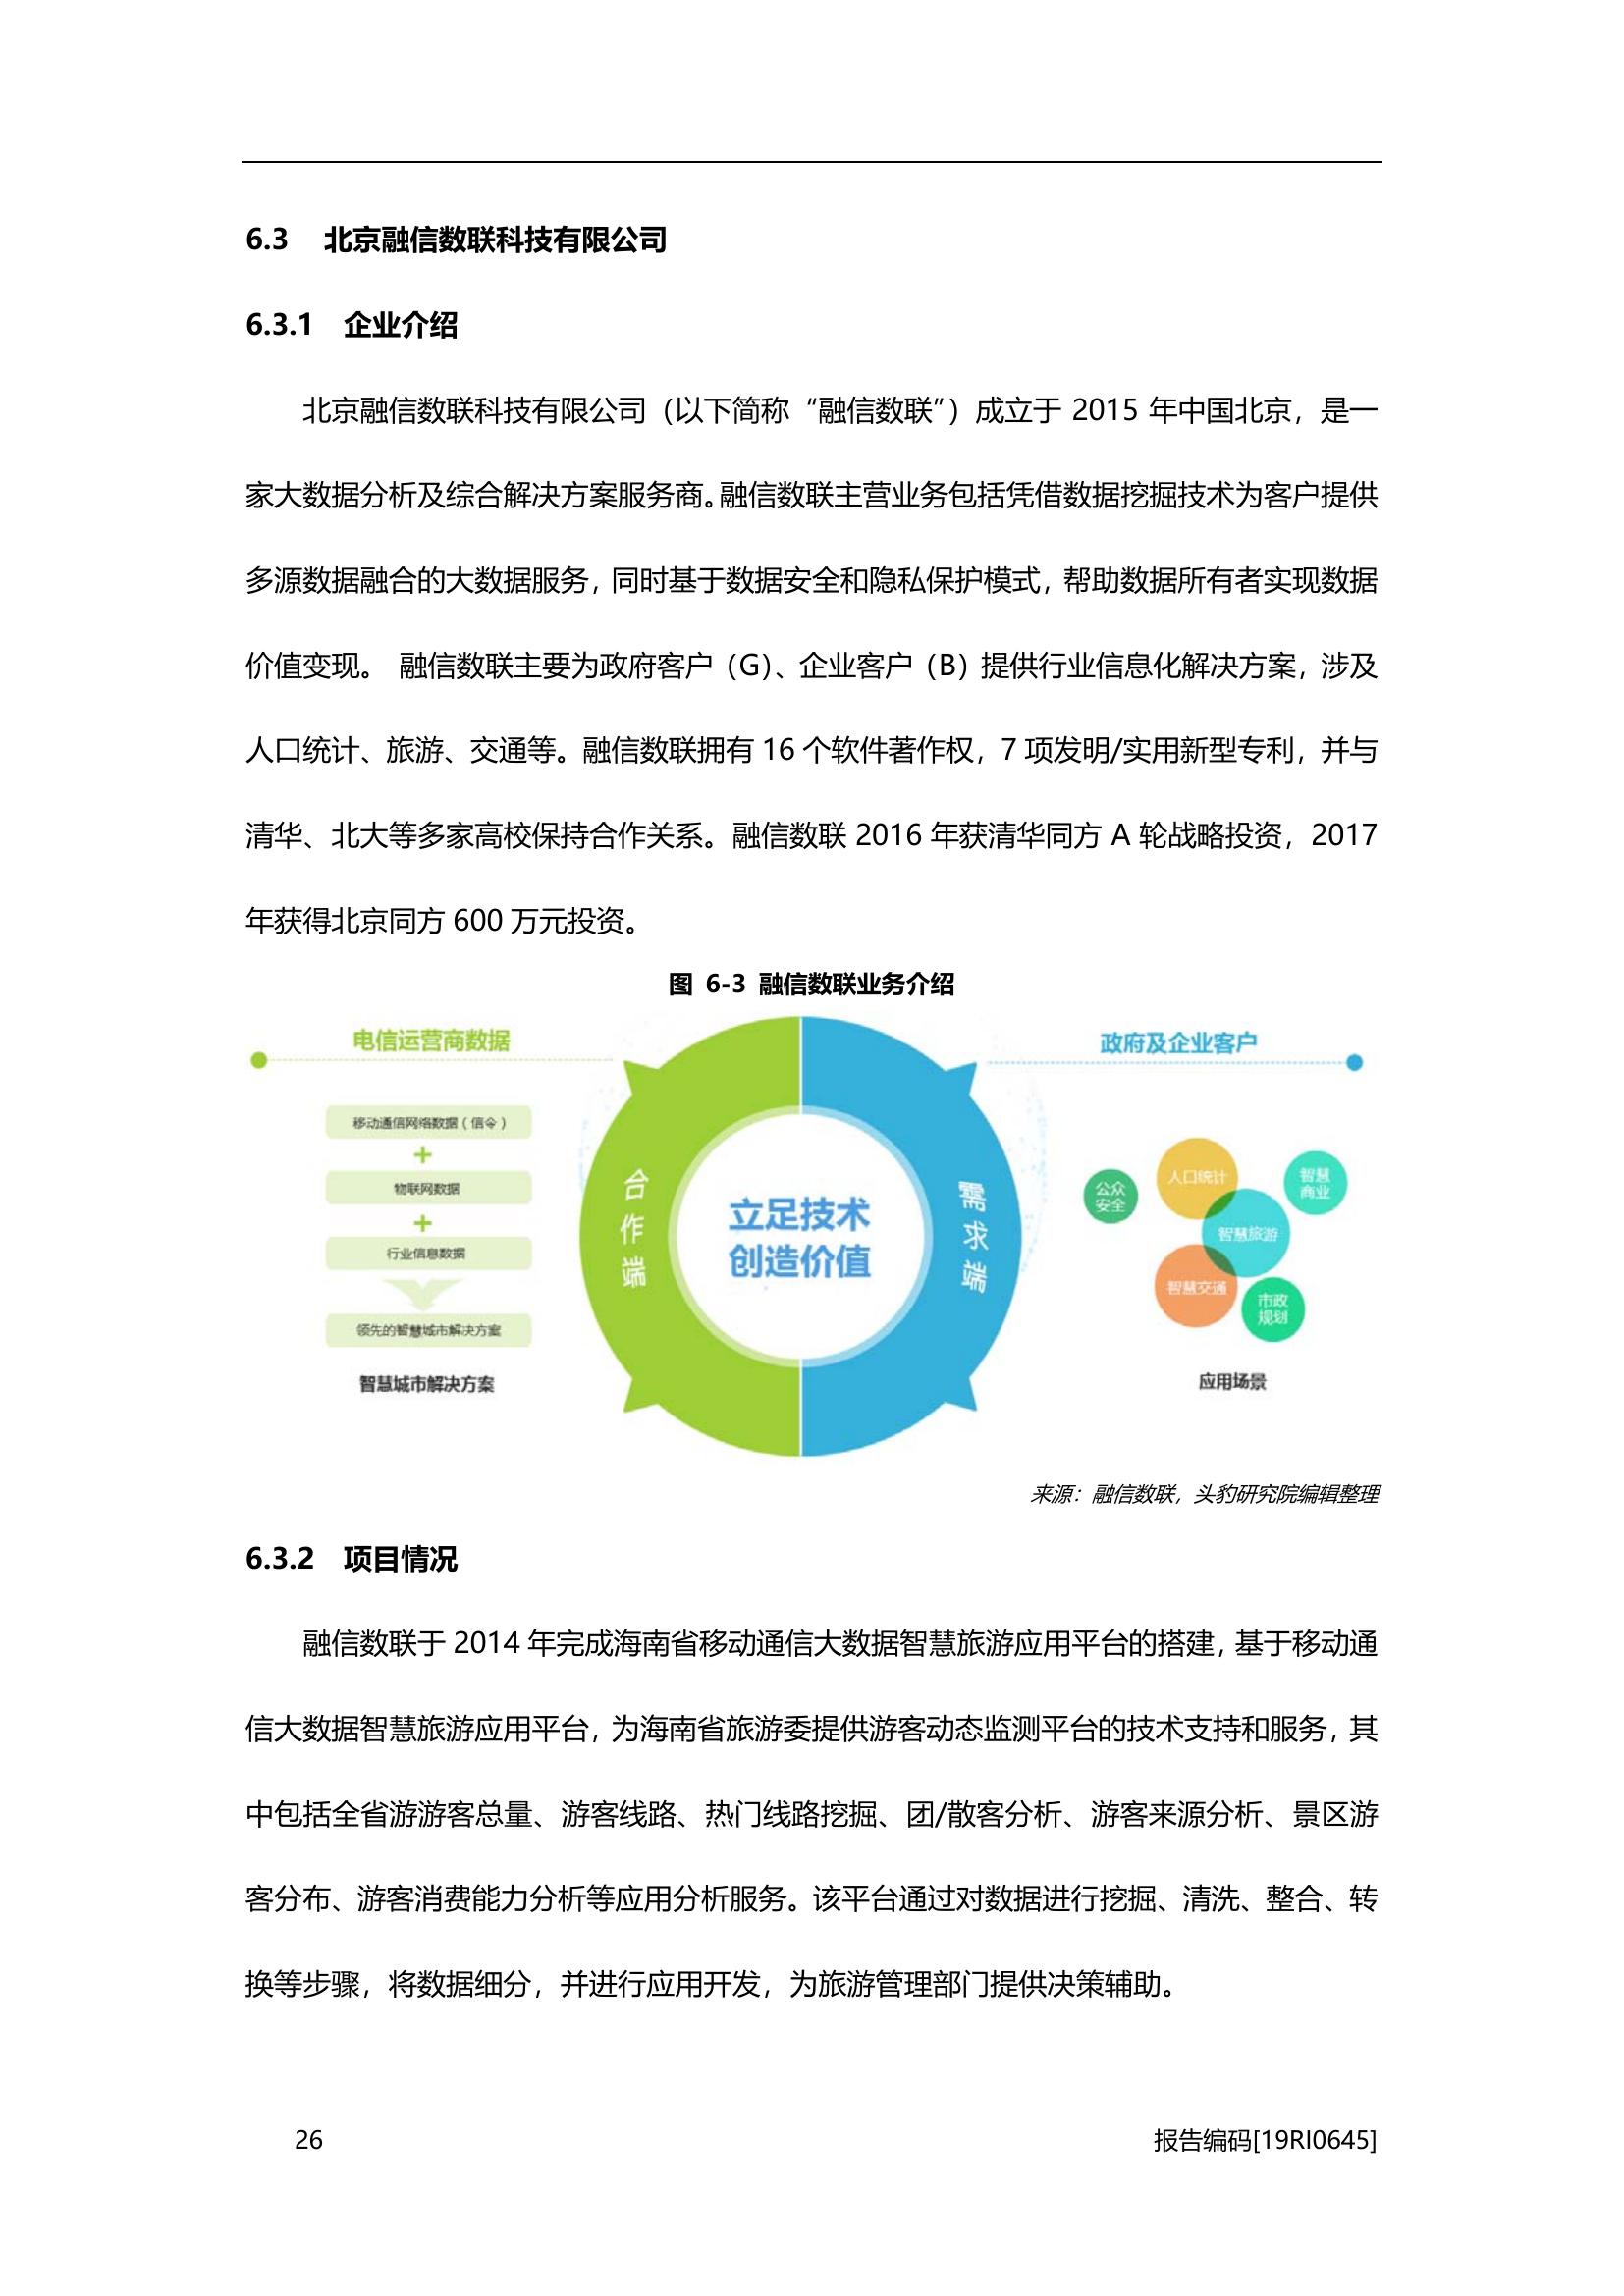 6.3 北京融信数联科技有限公司
6.3.1 企业介绍
北京融信数联科技有限公司（以下简称“融信数联”）成立于 2015 年中国北京，是一
家大数据分析及综合解决方案服务商。融信数联主营业务包括凭借数据挖掘技术为客户提供
多源数据融合的大数据服务，同时基于数据安全和隐私保护模式，帮助数据所有者实现数据
价值变现。 融信数联主要为政府客户（G）、企业客户（B）提供行业信息化解决方案，涉及
人口统计、旅游、交通等。融信数联拥有 16 个软件著作权，7 项发明/实用新型专利，并与
清华、北大等多家高校保持合作关系。融信数联 2016 年获清华同方 A 轮战略投资，2017
年获得北京同方 600 万元投资。
图 6-3 融信数联业务介绍
电信运营商数据
移动通信网络数据（信令）
+
物联网数据
+
行业信息数据
领先的智慧城市解决方案
智慧城市解决方案
合作端
立足技术
创造价值
需求端
政府及企业客户
公众
安全
人口统计
智慧
商业
智慧旅游
智慧交通
市政
规划
应用场景
来源：融信数联，头豹研究院编辑整理
6.3.2 项目情况
融信数联于 2014 年完成海南省移动通信大数据智慧旅游应用平台的搭建，基于移动通
信大数据智慧旅游应用平台，为海南省旅游委提供游客动态监测平台的技术支持和服务，其
中包括全省游游客总量、游客线路、热门线路挖掘、团/散客分析、游客来源分析、景区游
客分布、游客消费能力分析等应用分析服务。该平台通过对数据进行挖掘、清洗、整合、转
换等步骤，将数据细分，并进行应用开发，为旅游管理部门提供决策辅助。
26
报告编码[19RI0645]